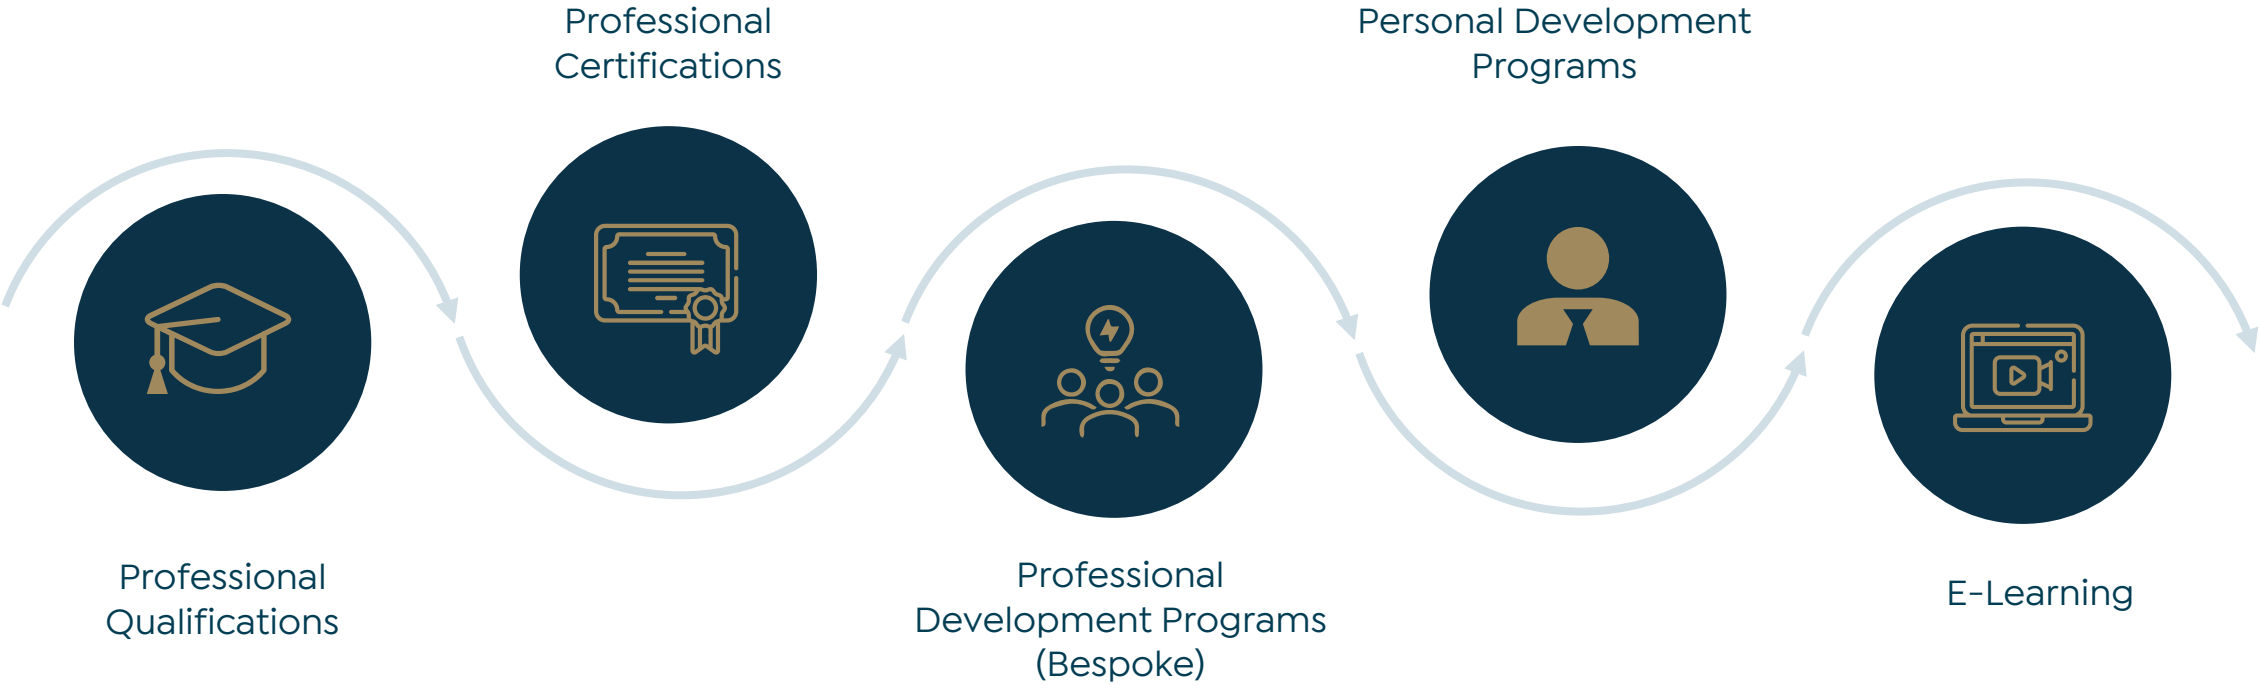 Professional
Qualifications
Professional
Certifications
Professional
Development Programs
(Bespoke)
Personal Development
Programs
E-Learning